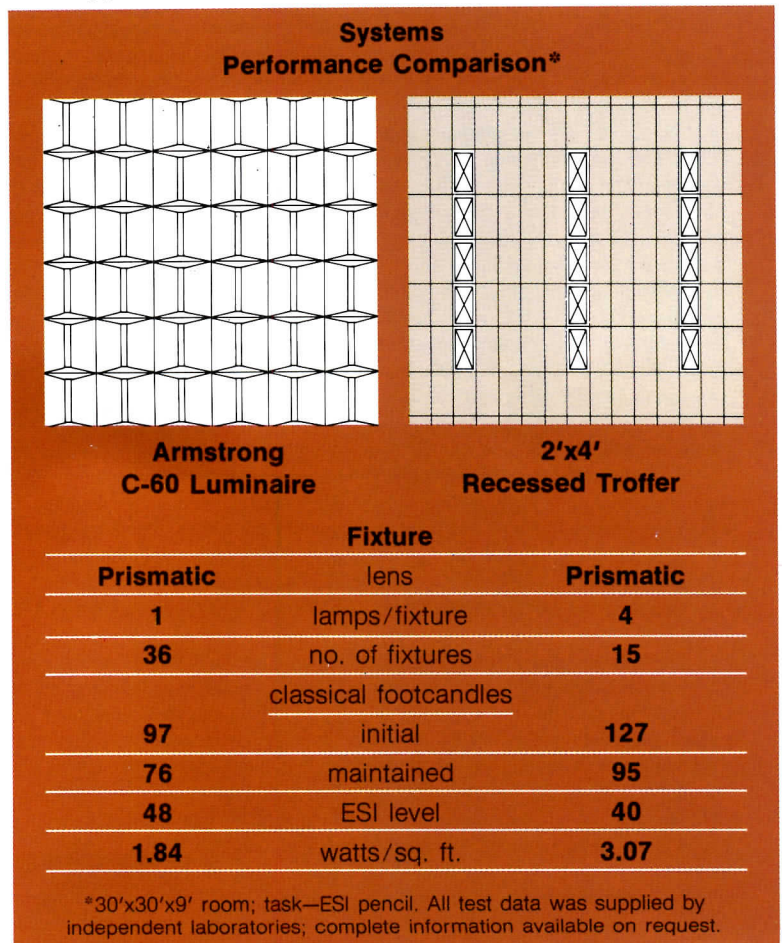 Systems
Performance Comparison*
Armstrong
C-60 Luminaire
2'x4'
Recessed Troffer
Fixture
Prismatic lens Prismatic
1 lamps/fixture 4
36 no. of fixtures 15
classical footcandles
97 initial 127
76 maintained 95
48 ESI level 40
1.84 watts/sq. ft. 3.07
*30'x30'x9' room; task—ESI pencil. All test data was supplied by
independent laboratories; complete information available on request.